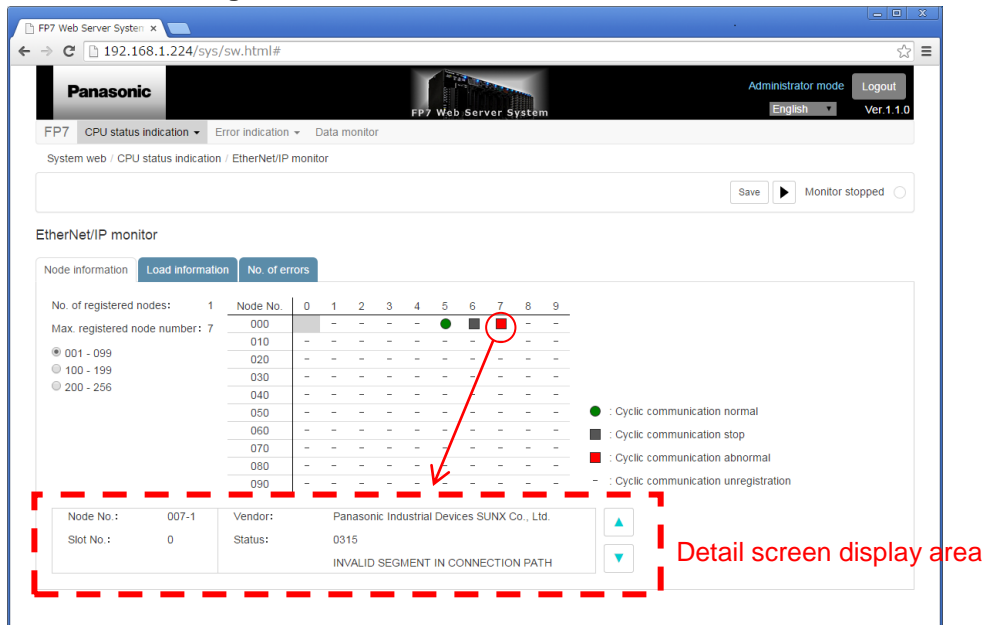 FP7 Web Server System
192.168.1.224/sys/sw.html#
Panasonic
FP7 Web Server System
Administrator mode
Logout
English
Ver.1.1.0
FP7 CPU status indication Error indication Data monitor
System web / CPU status indication / EtherNet/IP monitor
Save
Monitor stopped
EtherNet/IP monitor
Node information Load information No. of errors
No. of registered nodes: 1
Max. registered node number: 7
001 - 099
100 - 199
200 - 256
Node No. 0 1 2 3 4 5 6 7 8 9
000 - - - - - -
010 - - - - - - - - - -
020 - - - - - - - - - -
030 - - - - - - - - - -
040 - - - - - - - - - -
050 - - - - - - - - - -
060 - - - - - - - - - -
070 - - - - - - - - - -
080 - - - - - - - - - -
090 - - - - - - - - - -
: Cyclic communication normal
: Cyclic communication stop
: Cyclic communication abnormal
- : Cyclic communication unregistration
Node No.: 007-1 Vendor: Panasonic Industrial Devices SUNX Co., Ltd.
Slot No.: 0 Status: 0315
INVALID SEGMENT IN CONNECTION PATH
Detail screen display area